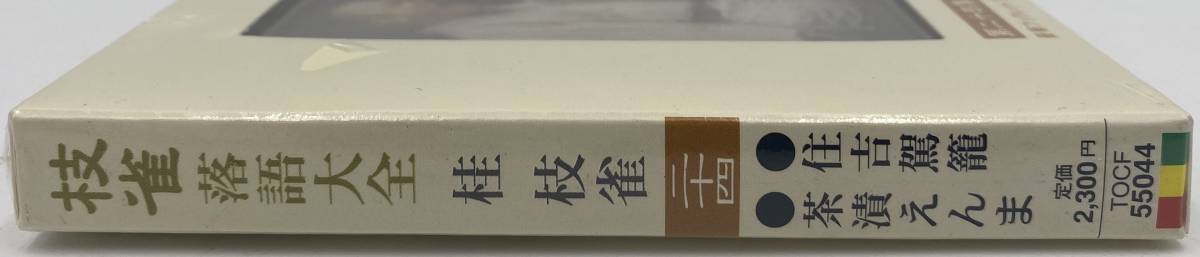 枝雀落語大全
桂枝雀
二十四
●住吉駕籠
●茶漬えんま
定価
2,300円
TOCF
55044